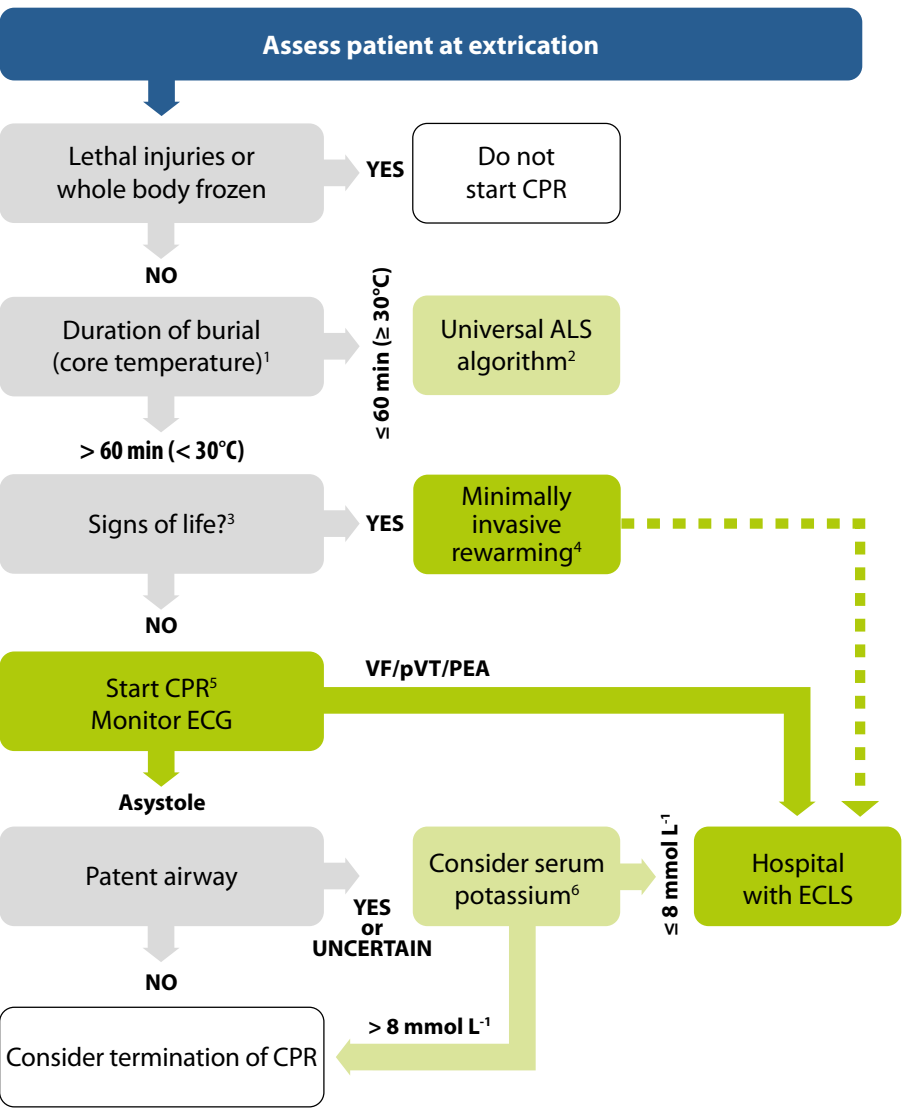 Assess patient at extrication
Lethal injuries or
whole body frozen
YES
Do not
start CPR
NO
Duration of burial
(core temperature)¹
≤ 60 min (≥ 30°C)
Universal ALS
algorithm²
> 60 min (< 30°C)
Signs of life?³
YES
Minimally
invasive
rewarming⁴
NO
Start CPR⁵
Monitor ECG
VF/pVT/PEA
Asystole
Patent airway
YES
or
UNCERTAIN
Consider serum
potassium⁶
≤ 8 mmol L⁻¹
Hospital
with ECLS
NO
> 8 mmol L⁻¹
Consider termination of CPR